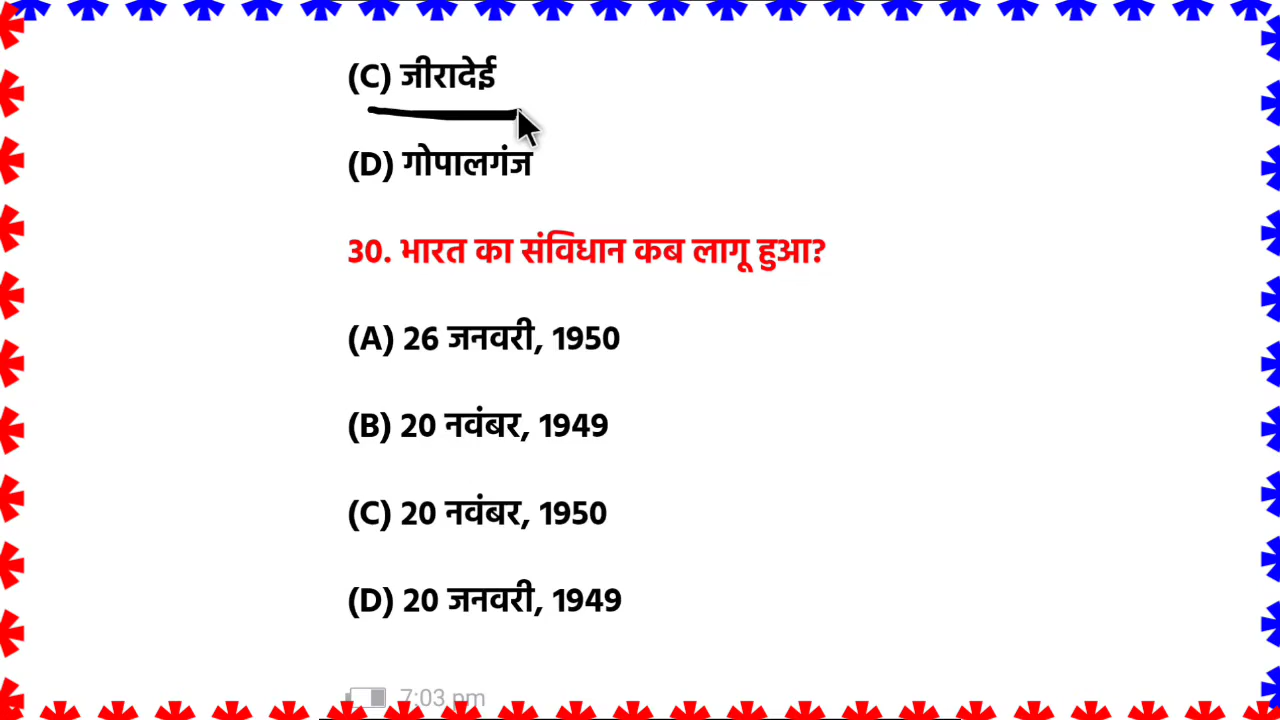 (C) जीरादेई
(D) गोपालगंज
30. भारत का संविधान कब लागू हुआ?
(A) 26 जनवरी, 1950
(B) 20 नवंबर, 1949
(C) 20 नवंबर, 1950
(D) 20 जनवरी, 1949
7:03 pm